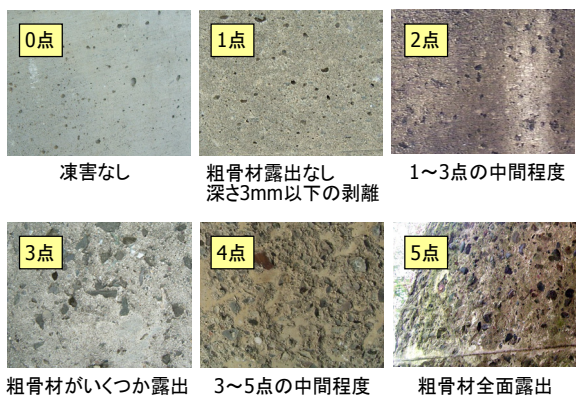 0点
1点
2点
凍害なし
粗骨材露出なし
深さ3mm以下の剥離
1～3点の中間程度
3点
4点
5点
粗骨材がいくつか露出
3～5点の中間程度
粗骨材全面露出